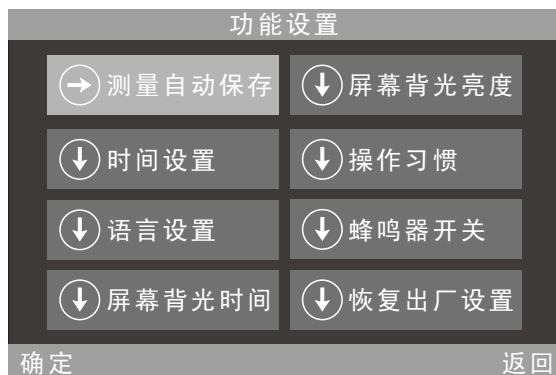 功能设置
测量自动保存 屏幕背光亮度
时间设置 操作习惯
语言设置 蜂鸣器开关
屏幕背光时间 恢复出厂设置
确定 返回